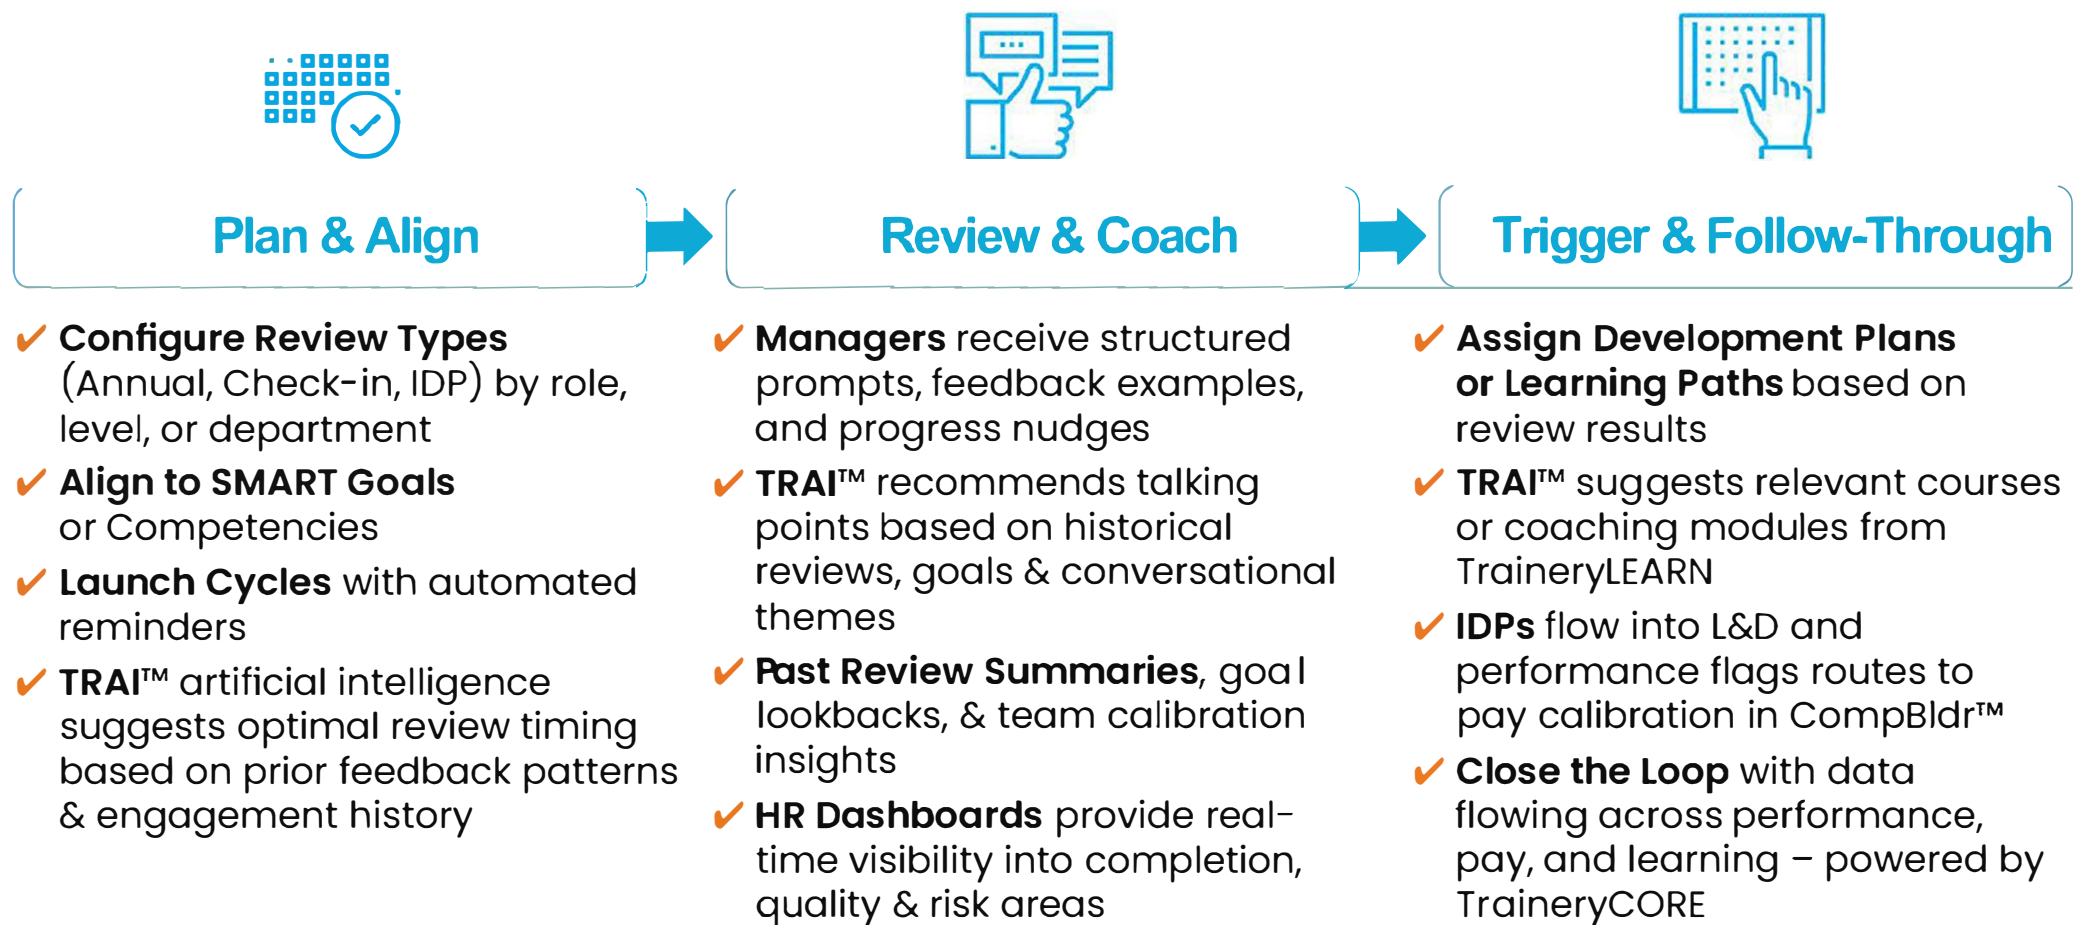 Plan & Align
Review & Coach
Trigger & Follow-Through
✔ Configure Review Types
(Annual, Check-in, IDP) by role,
level, or department
✔ Align to SMART Goals
or Competencies
✔ Launch Cycles with automated
reminders
✔ TRAI™ artificial intelligence
suggests optimal review timing
based on prior feedback patterns
& engagement history
✔ Managers receive structured
prompts, feedback examples,
and progress nudges
✔ TRAI™ recommends talking
points based on historical
reviews, goals & conversational
themes
✔ Past Review Summaries, goal
lookbacks, & team calibration
insights
✔ HR Dashboards provide real-
time visibility into completion,
quality & risk areas
✔ Assign Development Plans
or Learning Paths based on
review results
✔ TRAI™ suggests relevant courses
or coaching modules from
TraineryLEARN
✔ IDPs flow into L&D and
performance flags routes to
pay calibration in CompBldr™
✔ Close the Loop with data
flowing across performance,
pay, and learning – powered by
TraineryCORE